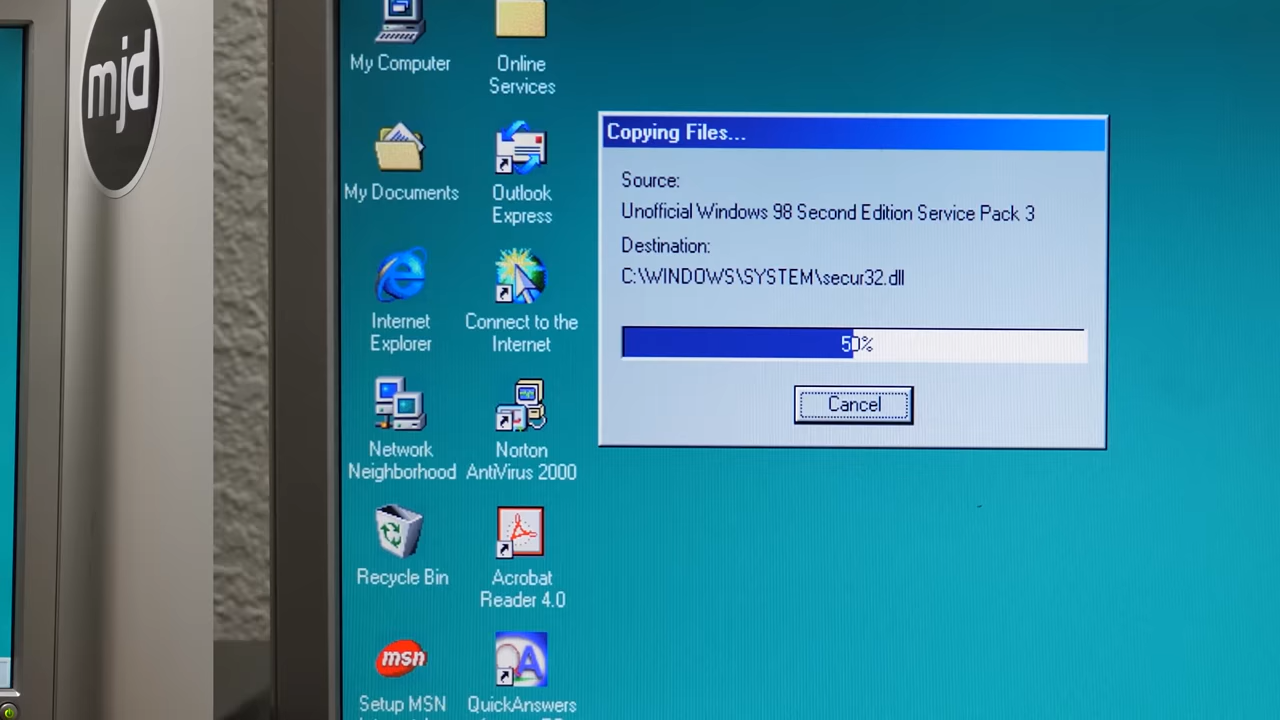 mjd
My Computer
Online
Services
My Documents
Outlook
Express
Internet
Explorer
Connect to the
Internet
Network
Neighborhood
Norton
AntiVirus 2000
Recycle Bin
Acrobat
Reader 4.0
msn
Setup MSN
QuickAnswers
Copying Files...
Source:
Unofficial Windows 98 Second Edition Service Pack 3
Destination:
C:\WINDOWS\SYSTEM\secur32.dll
50%
Cancel